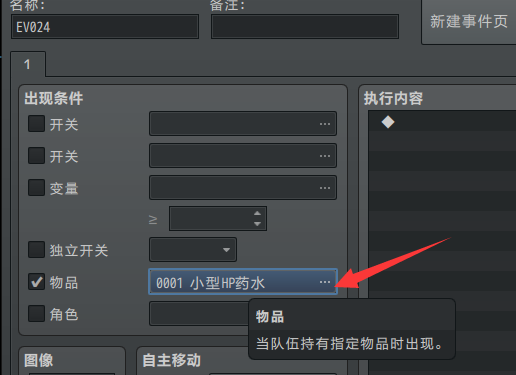 名称:
备注:
EV024
新建事件页
1
出现条件
执行内容
开关
开关
变量
≥
独立开关
物品
0001 小型HP药水
角色
物品
当队伍持有指定物品时出现。
图像
自主移动